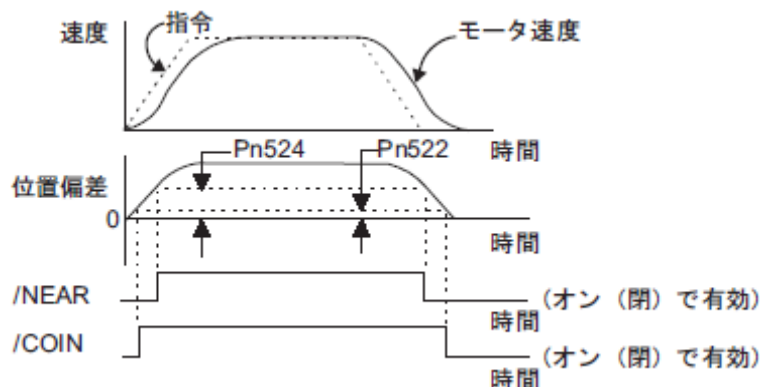 指令
速度
モータ速度
時間
Pn524
Pn522
位置偏差
0
時間
/NEAR
(オン（閉）で有効)
時間
/COIN
(オン（閉）で有効)
時間